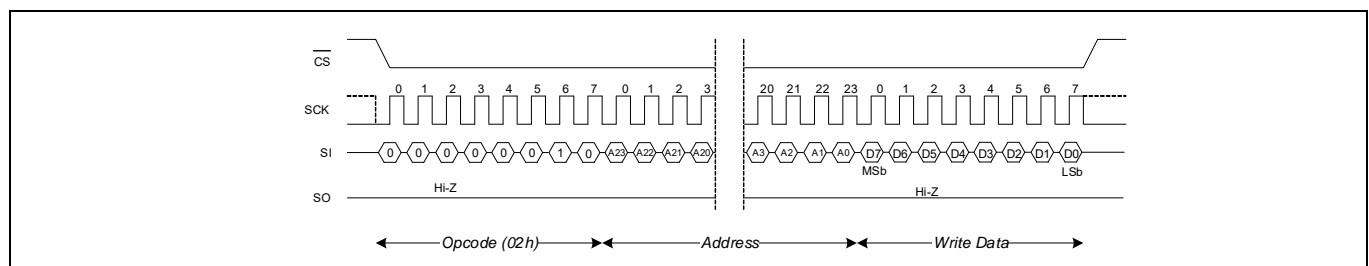 CS
0 1 2 3 4 5 6 7 0 1 2 3 20 21 22 23 0 1 2 3 4 5 6 7
SCK
SI 0 0 0 0 0 0 1 0 A23 A22 A21 A20 A3 A2 A1 A0 D7 D6 D5 D4 D3 D2 D1 D0
MSb LSb
Hi-Z Hi-Z
SO
Opcode (02h) Address Write Data